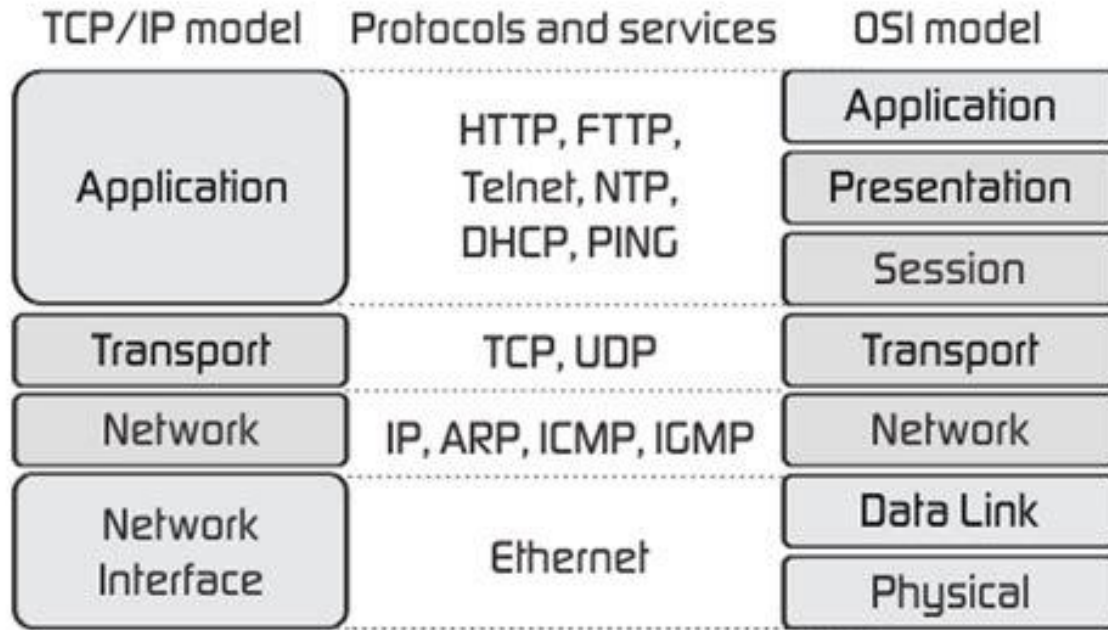 TCP/IP model Protocols and services OSI model
Application
HTTP, FTTP,
Telnet, NTP,
DHCP, PING
Application
Presentation
Session
Transport TCP, UDP Transport
Network IP, ARP, ICMP, IGMP Network
Network
Interface
Ethernet
Data Link
Physical